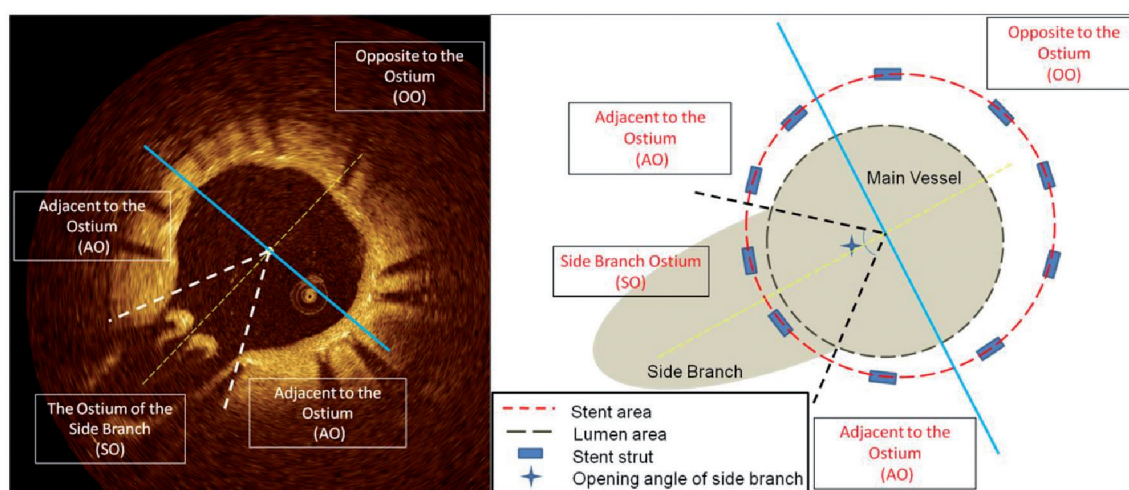 Opposite to the
Ostium
(OO)
Adjacent to the
Ostium
(AO)
The Ostium of the
Side Branch
(SO)
Adjacent to the
Ostium
(AO)
Opposite to the
Ostium
(OO)
Adjacent to the
Ostium
(AO)
Main Vessel
Side Branch Ostium
(SO)
Side Branch
Adjacent to the
Ostium
(AO)
Stent area
Lumen area
Stent strut
Opening angle of side branch